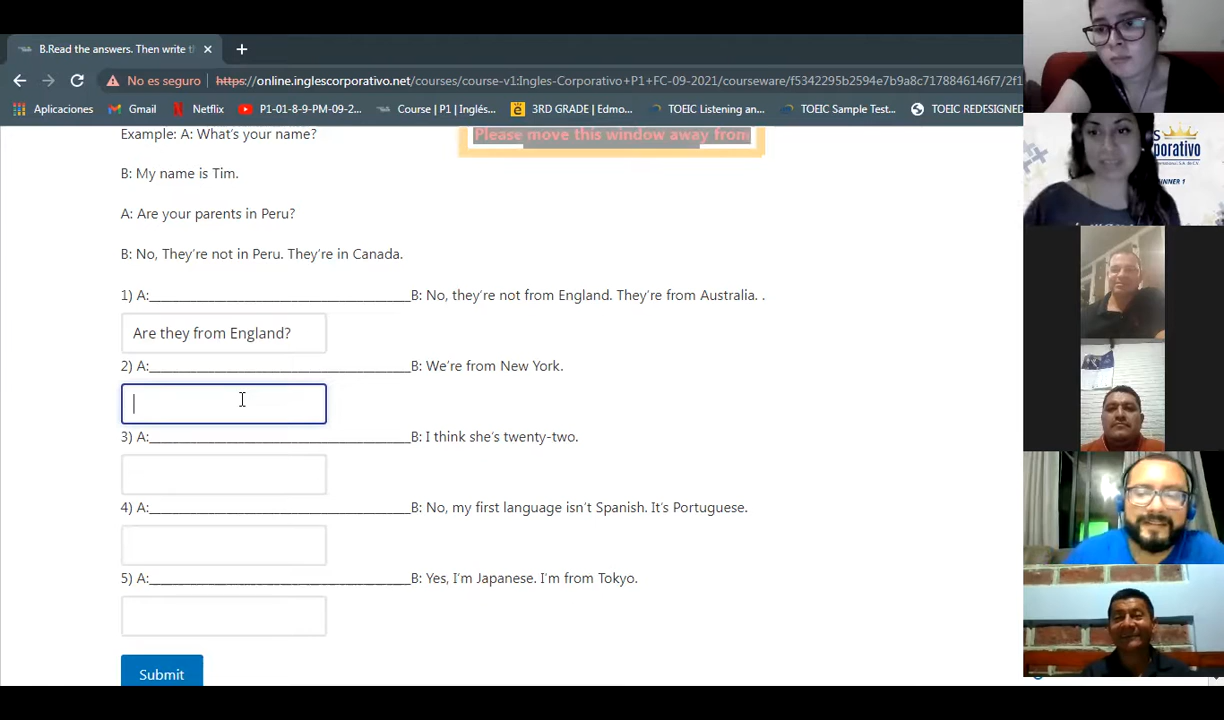 B.Read the answers. Then write t
No es seguro
https://online.inglescorporativo.net/courses/course-v1:Ingles-Corporativo+P1+FC-09-2021/courseware/f5342295b2594e7b9a8c7178846146f7/2f1
Aplicaciones
Gmail
Netflix
P1-01-8-9-PM-09-2...
Course | P1 | Inglés...
3RD GRADE | Edmo...
TOEIC Listening an...
TOEIC Sample Test...
TOEIC REDESIGNED
Example: A: What's your name?
Please move this window away from
B: My name is Tim.
A: Are your parents in Peru?
B: No, They're not in Peru. They're in Canada.
1) A:________________________________B: No, they're not from England. They're from Australia. .
Are they from England?
2) A:________________________________B: We're from New York.
3) A:________________________________B: I think she's twenty-two.
4) A:________________________________B: No, my first language isn't Spanish. It's Portuguese.
5) A:________________________________B: Yes, I'm Japanese. I'm from Tokyo.
Submit
S
porativo